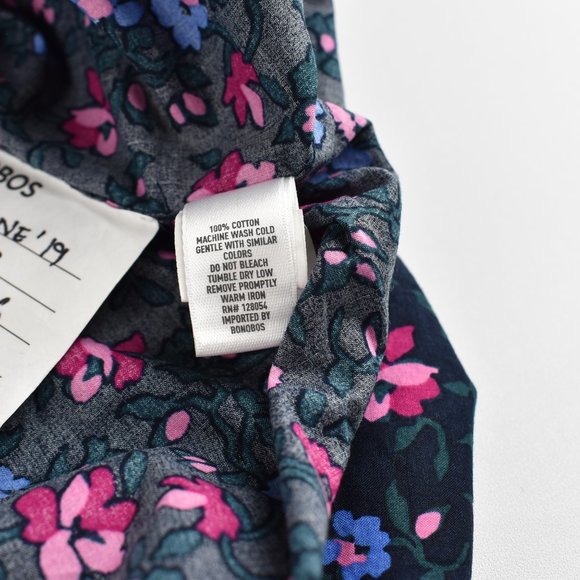 BOS
NE '19
100% COTTON
MACHINE WASH COLD
GENTLE WITH SIMILAR
COLORS
DO NOT BLEACH
TUMBLE DRY LOW
REMOVE PROMPTLY
WARM IRON
RN# 128054
IMPORTED BY
BONOBOS